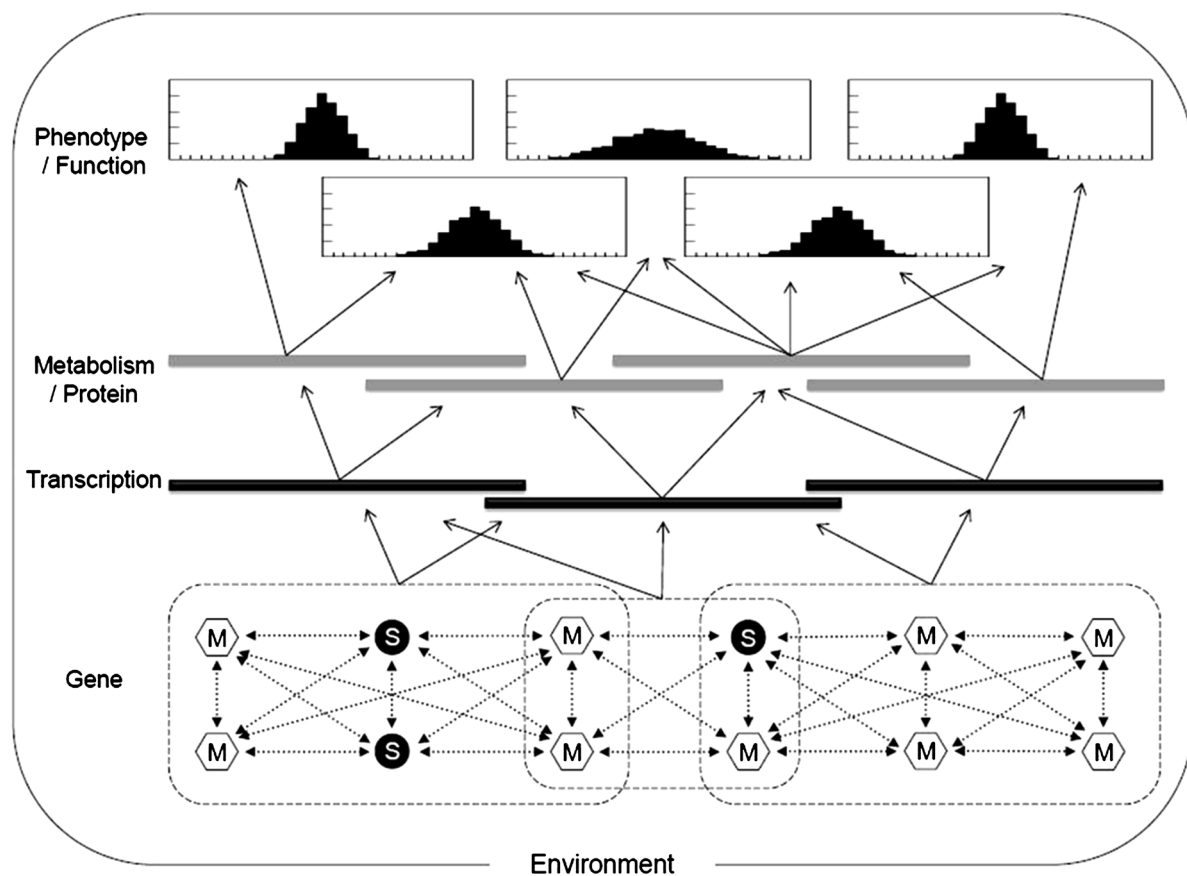 Phenotype
/ Function
Metabolism
/ Protein
Transcription
M S M S M M
Gene
M S M M M M
Environment